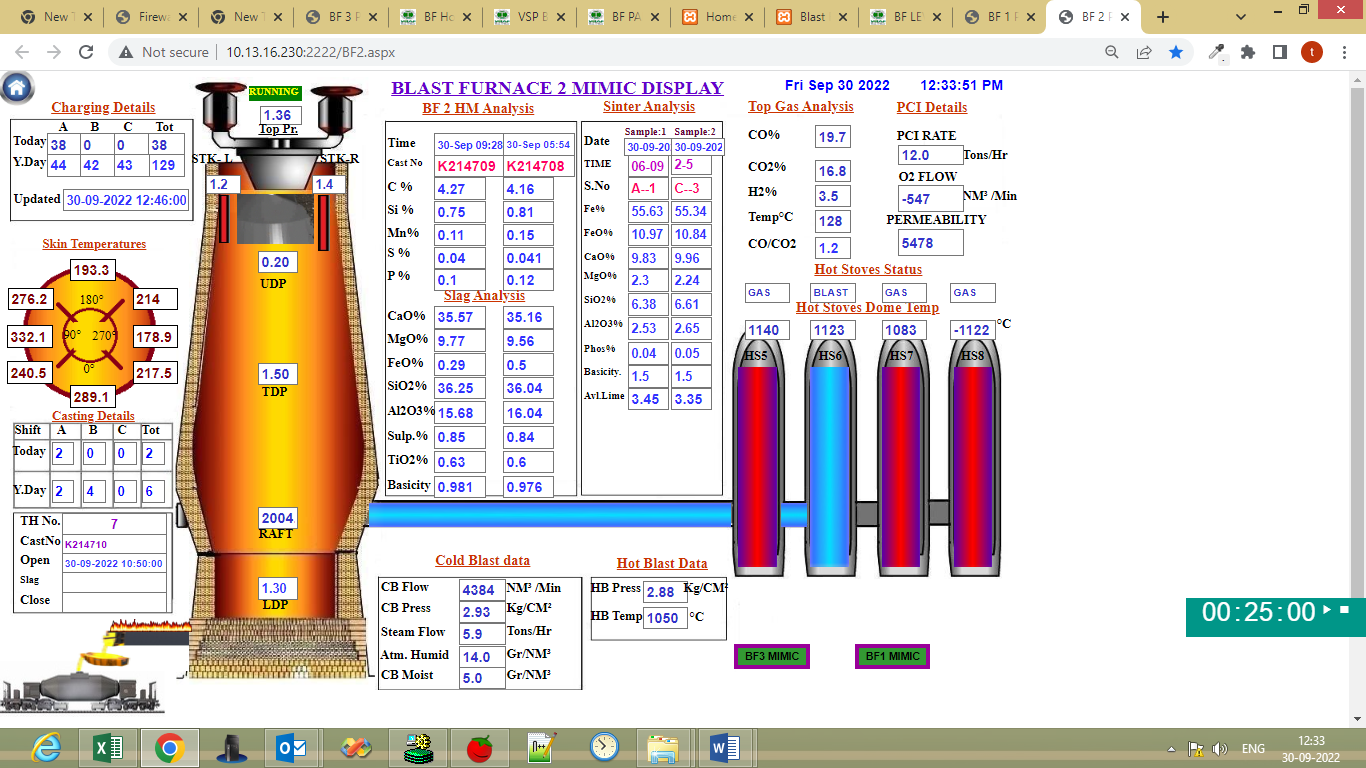 New T
Firewa
New T
BF 3 F
BF Ho
VSP B
BF PA
Home
Blast
BF LE
BF 1 F
BF 2 F
Not secure | 10.13.16.230:2222/BF2.aspx
t
BLAST FURNACE 2 MIMIC DISPLAY
Fri Sep 30 2022 12:33:51 PM
Charging Details
A B C Tot
Today 38 0 0 38
Y.Day 44 42 43 129
Updated 30-09-2022 12:46:00
RUNNING
1.36
Top Pr.
STK- L STK-R
1.2 1.4
0.20
UDP
1.50
TDP
2004
RAFT
1.30
LDP
Skin Temperatures
193.3
276.2 180° 214
332.1 90° 270° 178.9
240.5 0° 217.5
289.1
Casting Details
Shift A B C Tot
Today 2 0 0 2
Y.Day 2 4 0 6
TH No. 7
CastNo K214710
Open 30-09-2022 10:50:00
Slag
Close
BF 2 HM Analysis
Time 30-Sep 09:28 30-Sep 05:54
Cast No K214709 K214708
C % 4.27 4.16
Si % 0.75 0.81
Mn% 0.11 0.15
S % 0.04 0.041
P % 0.1 0.12
Slag Analysis
CaO% 35.57 35.16
MgO% 9.77 9.56
FeO% 0.29 0.5
SiO2% 36.25 36.04
Al2O3% 15.68 16.04
Sulp.% 0.85 0.84
TiO2% 0.63 0.6
Basicity 0.981 0.976
Sinter Analysis
Sample:1 Sample:2
Date 30-09-20 30-09-202
TIME 06-09 2-5
S.No A--1 C--3
Fe% 55.63 55.34
FeO% 10.97 10.84
CaO% 9.83 9.96
MgO% 2.3 2.24
SiO2% 6.38 6.61
Al2O3% 2.53 2.65
Phos% 0.04 0.05
Basicity. 1.5 1.5
Avl.Lime 3.45 3.35
Top Gas Analysis
CO% 19.7
CO2% 16.8
H2% 3.5
Temp°C 128
CO/CO2 1.2
PCI Details
PCI RATE
12.0 Tons/Hr
O2 FLOW
-547 NM³ /Min
PERMEABILITY
5478
Hot Stoves Status
GAS BLAST GAS GAS
Hot Stoves Dome Temp
1140 1123 1083 -1122 °C
HS5 HS6 HS7 HS8
Cold Blast data
CB Flow 4384 NM³ /Min
CB Press 2.93 Kg/CM²
Steam Flow 5.9 Tons/Hr
Atm. Humid 14.0 Gr/NM³
CB Moist 5.0 Gr/NM³
Hot Blast Data
HB Press 2.88 Kg/CM²
HB Temp 1050 °C
BF3 MIMIC
BF1 MIMIC
00:25:00
ENG
12:33
30-09-2022